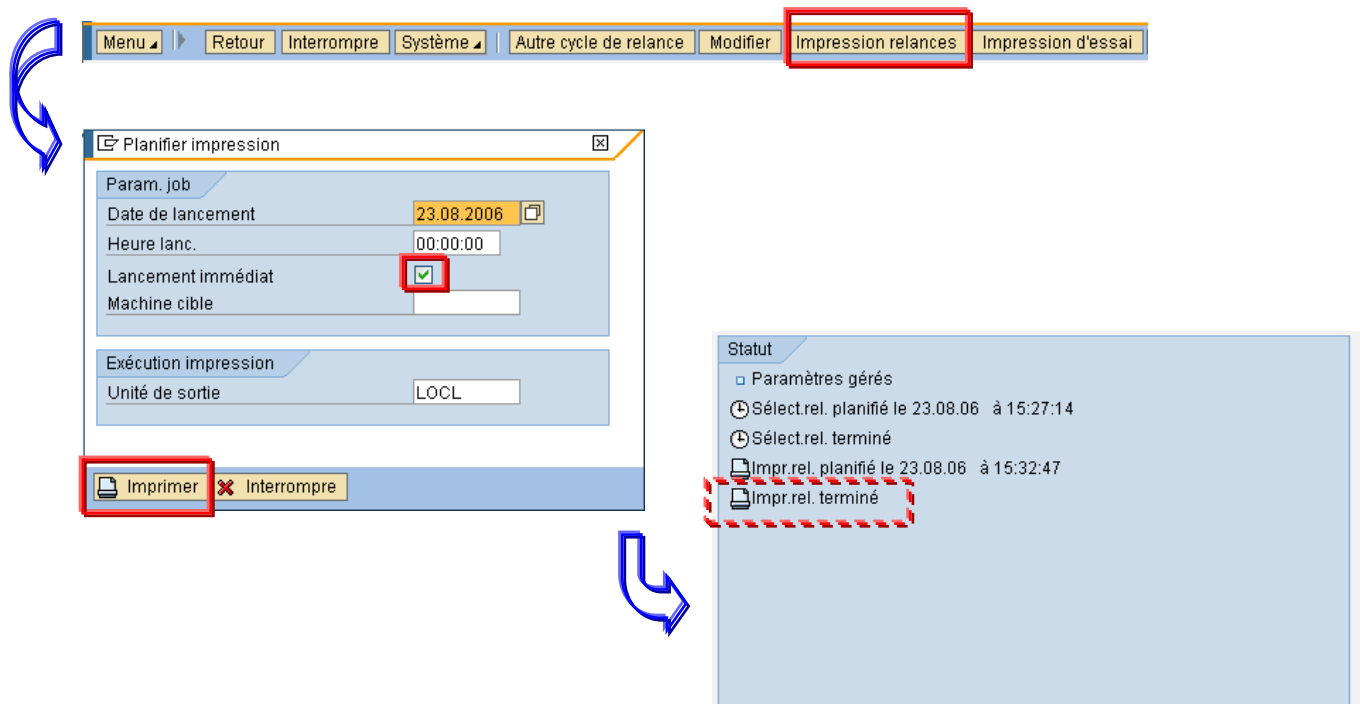 Menu Retour Interrompre Système Autre cycle de relance Modifier Impression relances Impression d'essai
Planifier impression
Param. job
Date de lancement 23.08.2006
Heure lanc. 00:00:00
Lancement immédiat
Machine cible
Exécution impression
Unité de sortie LOCL
Imprimer Interrompre
Statut
Paramètres gérés
Sélect.rel. planifié le 23.08.06 à 15:27:14
Sélect.rel. terminé
Impr.rel. planifié le 23.08.06 à 15:32:47
Impr.rel. terminé